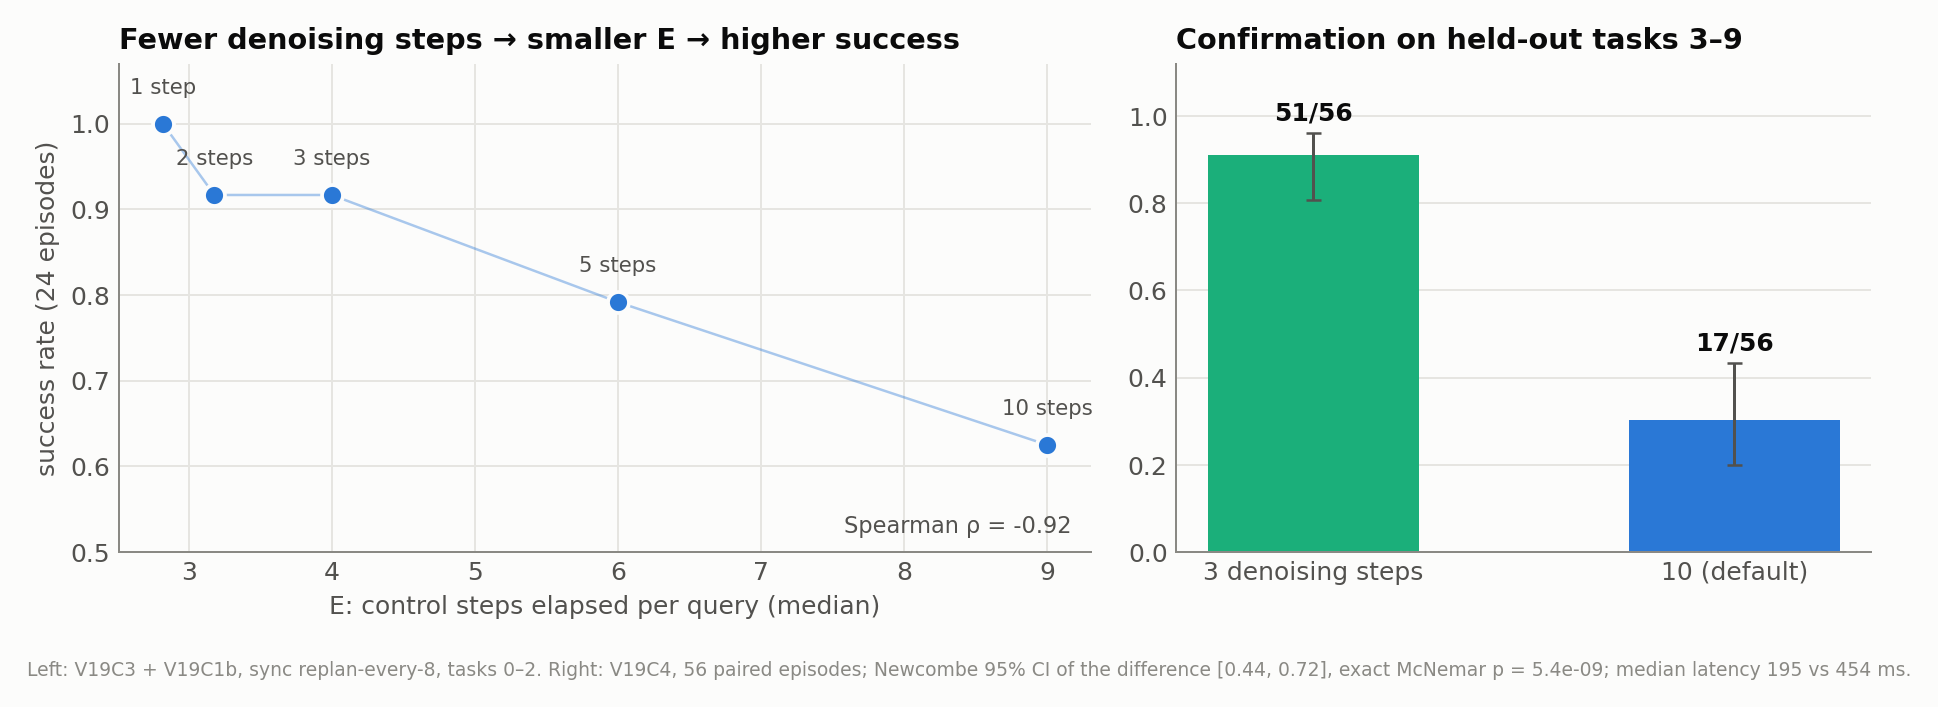 Fewer denoising steps → smaller E → higher success
1 step
2 steps
3 steps
5 steps
10 steps
Spearman ρ = -0.92
success rate (24 episodes)
1.0
0.9
0.8
0.7
0.6
0.5
3 4 5 6 7 8 9
E: control steps elapsed per query (median)
Confirmation on held-out tasks 3–9
51/56
17/56
1.0
0.8
0.6
0.4
0.2
0.0
3 denoising steps 10 (default)
Left: V19C3 + V19C1b, sync replan-every-8, tasks 0–2. Right: V19C4, 56 paired episodes; Newcombe 95% CI of the difference [0.44, 0.72], exact McNemar p = 5.4e-09; median latency 195 vs 454 ms.